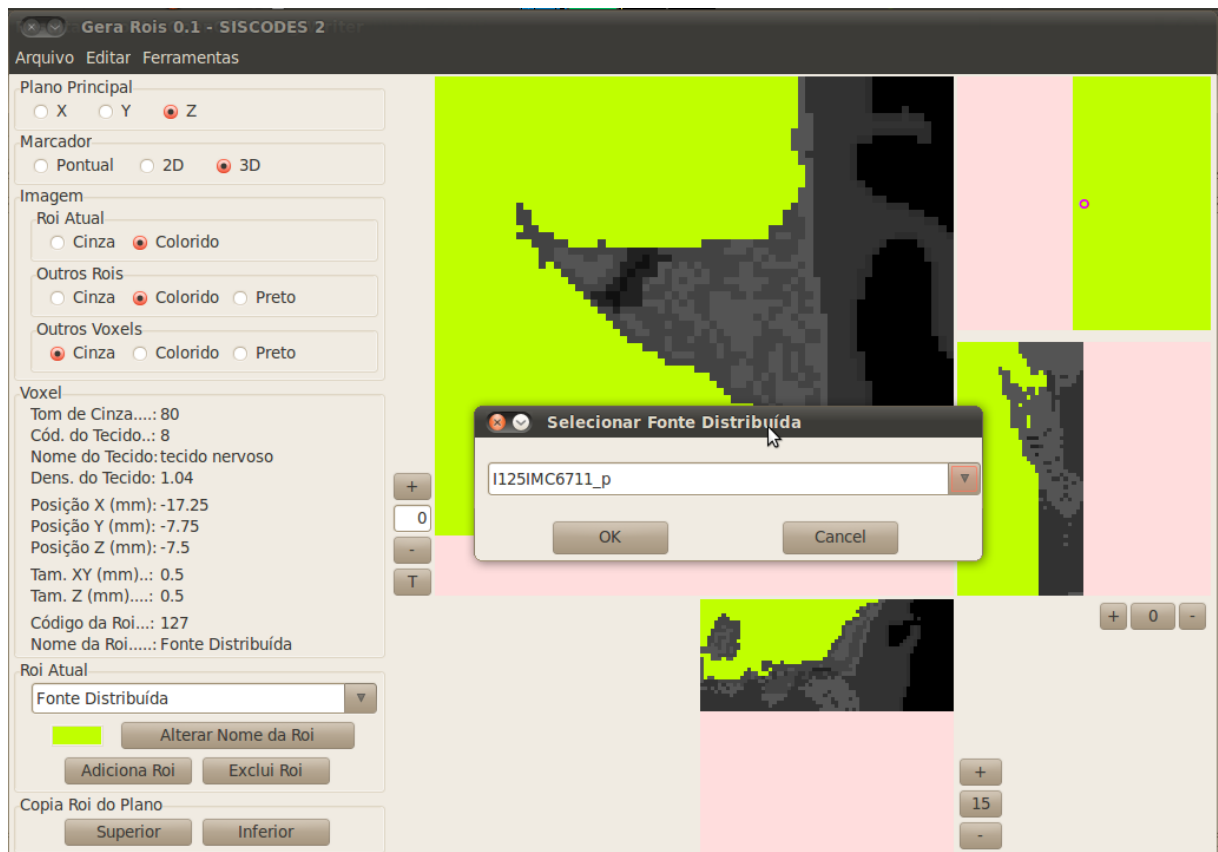 Gera Rois 0.1 - SISCODES 2
Arquivo Editar Ferramentas
Plano Principal
X Y Z
Marcador
Pontual 2D 3D
Imagem
Roi Atual
Cinza Colorido
Outros Rois
Cinza Colorido Preto
Outros Voxels
Cinza Colorido Preto
Voxel
Tom de Cinza....: 80
Cód. do Tecido..: 8
Nome do Tecido: tecido nervoso
Dens. do Tecido: 1.04
Posição X (mm): -17.25
Posição Y (mm): -7.75
Posição Z (mm): -7.5
Tam. XY (mm)..: 0.5
Tam. Z (mm)....: 0.5
Código da Roi...: 127
Nome da Roi.....: Fonte Distribuída
Roi Atual
Fonte Distribuída
Alterar Nome da Roi
Adiciona Roi Exclui Roi
Copia Roi do Plano
Superior Inferior
+
0
-
T
Selecionar Fonte Distribuída
I125IMC6711_p
OK Cancel
+ 0 -
+
15
-